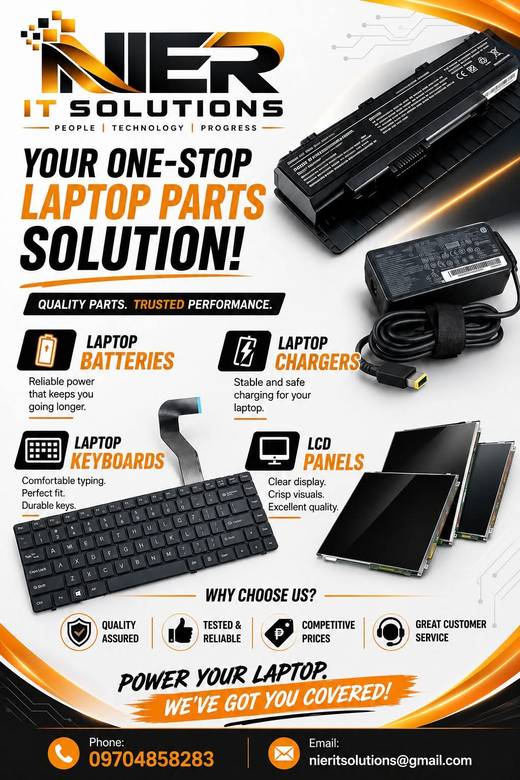 NIER
IT SOLUTIONS
PEOPLE | TECHNOLOGY | PROGRESS
YOUR ONE-STOP
LAPTOP PARTS
SOLUTION!
QUALITY PARTS. TRUSTED PERFORMANCE.
LAPTOP
BATTERIES
Reliable power
that keeps you
going longer.
LAPTOP
CHARGERS
Stable and safe
charging for your
laptop.
LAPTOP
KEYBOARDS
Comfortable typing.
Perfect fit.
Durable keys.
LCD
PANELS
Clear display.
Crisp visuals.
Excellent quality.
WHY CHOOSE US?
QUALITY
ASSURED
TESTED &
RELIABLE
COMPETITIVE
PRICES
GREAT CUSTOMER
SERVICE
POWER YOUR LAPTOP.
WE'VE GOT YOU COVERED!
Phone:
09704858283
Email:
nieritsolutions@gmail.com